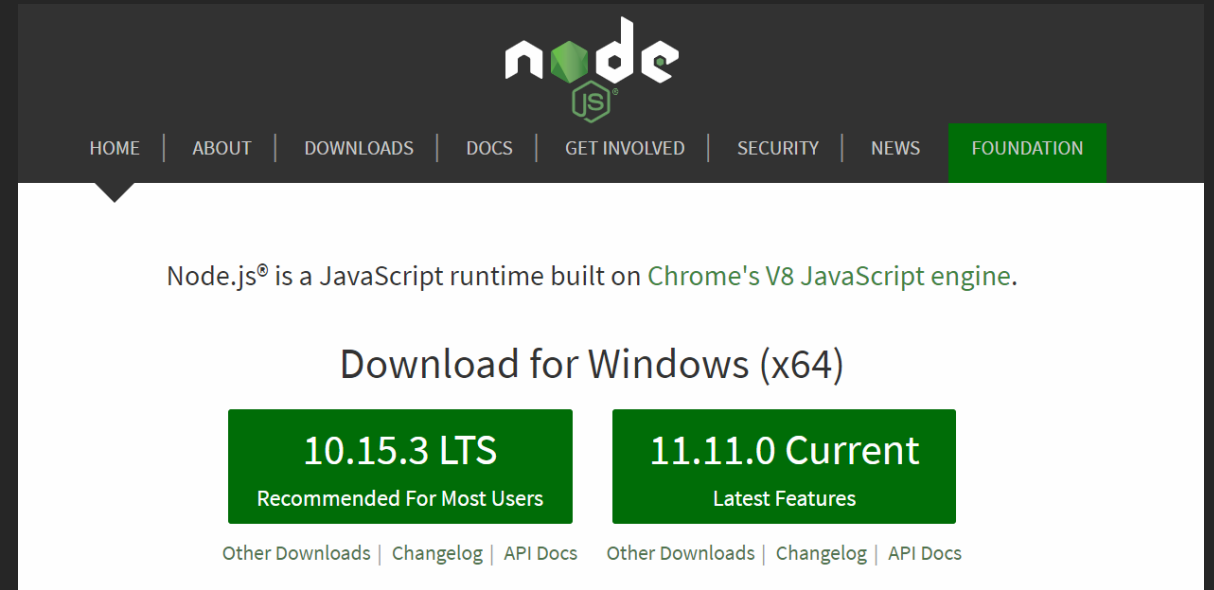 node
JS®
HOME | ABOUT | DOWNLOADS | DOCS | GET INVOLVED | SECURITY | NEWS FOUNDATION
Node.js® is a JavaScript runtime built on Chrome's V8 JavaScript engine.
Download for Windows (x64)
10.15.3 LTS
Recommended For Most Users
11.11.0 Current
Latest Features
Other Downloads | Changelog | API Docs
Other Downloads | Changelog | API Docs